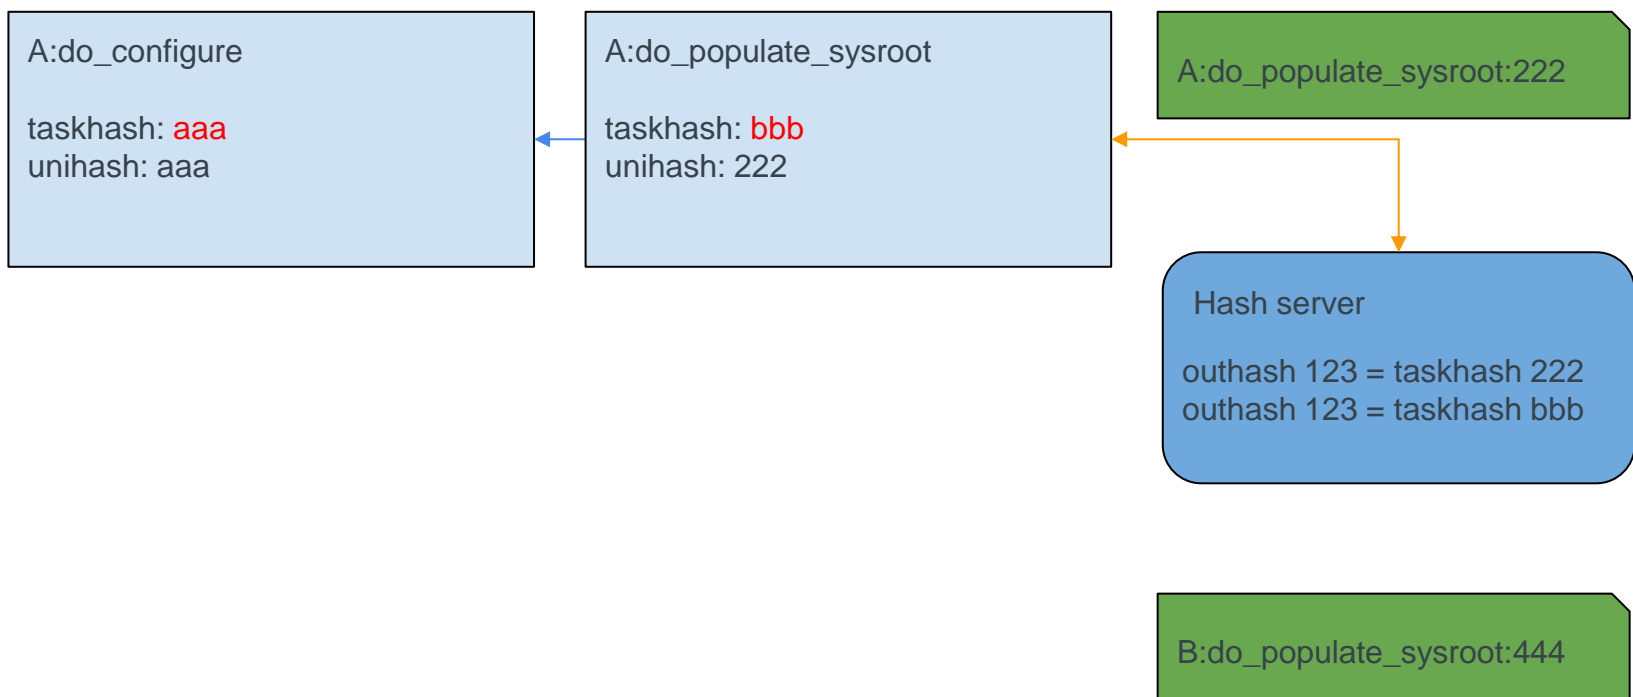 A:do_configure
taskhash: aaa
unihash: aaa
A:do_populate_sysroot
taskhash: bbb
unihash: 222
A:do_populate_sysroot:222
Hash server
outhash 123 = taskhash 222
outhash 123 = taskhash bbb
B:do_populate_sysroot:444